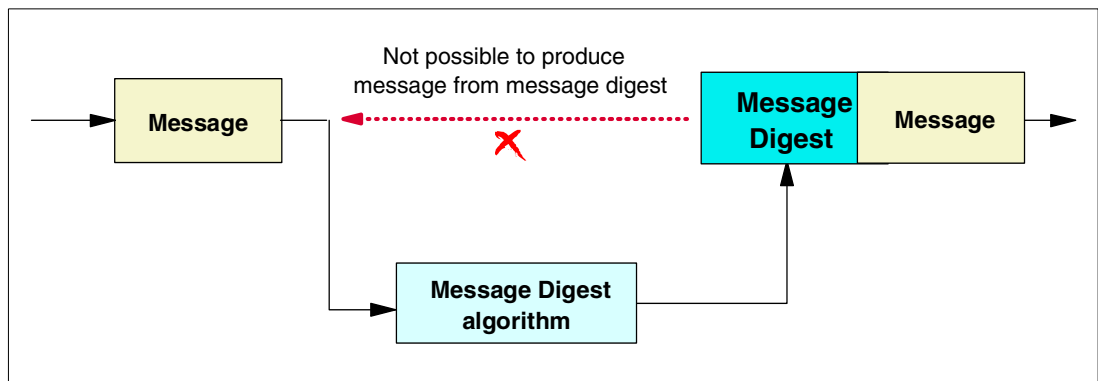 Not possible to produce
message from message digest
Message
Message
Digest
Message
Message Digest
algorithm